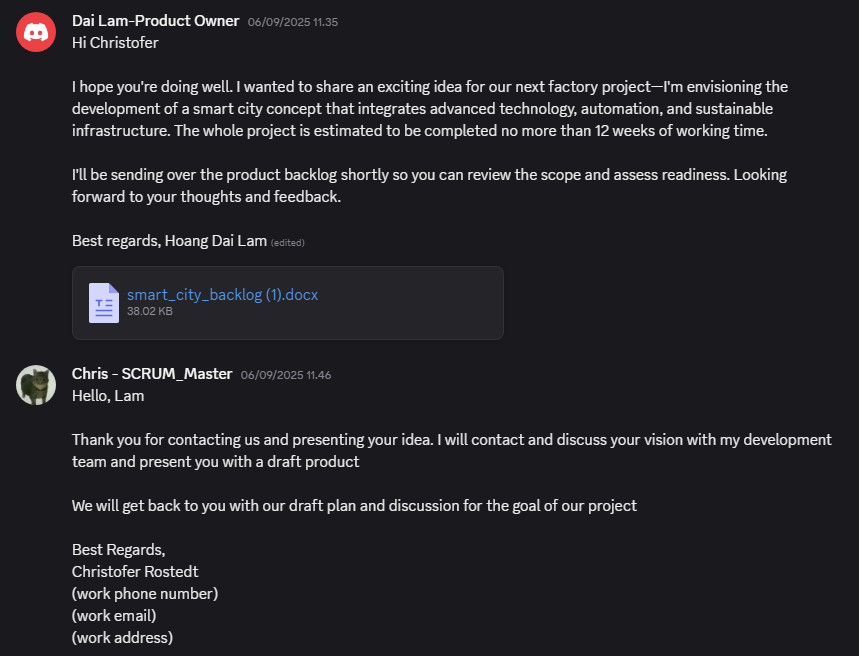 Dai Lam-Product Owner 06/09/2025 11.35
Hi Christofer
I hope you're doing well. I wanted to share an exciting idea for our next factory project—I'm envisioning the
development of a smart city concept that integrates advanced technology, automation, and sustainable
infrastructure. The whole project is estimated to be completed no more than 12 weeks of working time.
I'll be sending over the product backlog shortly so you can review the scope and assess readiness. Looking
forward to your thoughts and feedback.
Best regards, Hoang Dai Lam (edited)
smart_city_backlog (1).docx
38.02 KB
Chris - SCRUM_Master 06/09/2025 11.46
Hello, Lam
Thank you for contacting us and presenting your idea. I will contact and discuss your vision with my development
team and present you with a draft product
We will get back to you with our draft plan and discussion for the goal of our project
Best Regards,
Christofer Rostedt
(work phone number)
(work email)
(work address)